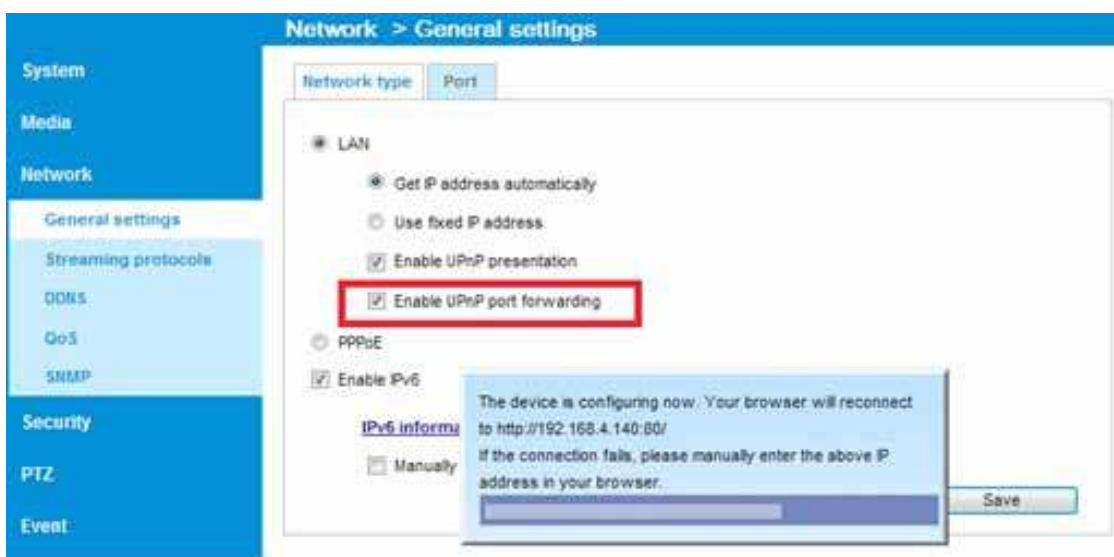 Network > General settings
System
Media
Network
General settings
Streaming protocols
DDNS
QoS
SNMP
Security
PTZ
Event
Network type
Port
LAN
Get IP address automatically
Use fixed IP address
Enable UPnP presentation
Enable UPnP port forwarding
PPPoE
Enable IPv6
IPv6 informa
Manually
The device is configuring now. Your browser will reconnect
to http://192.168.4.140:80/
If the connection fails, please manually enter the above IP
address in your browser.
Save